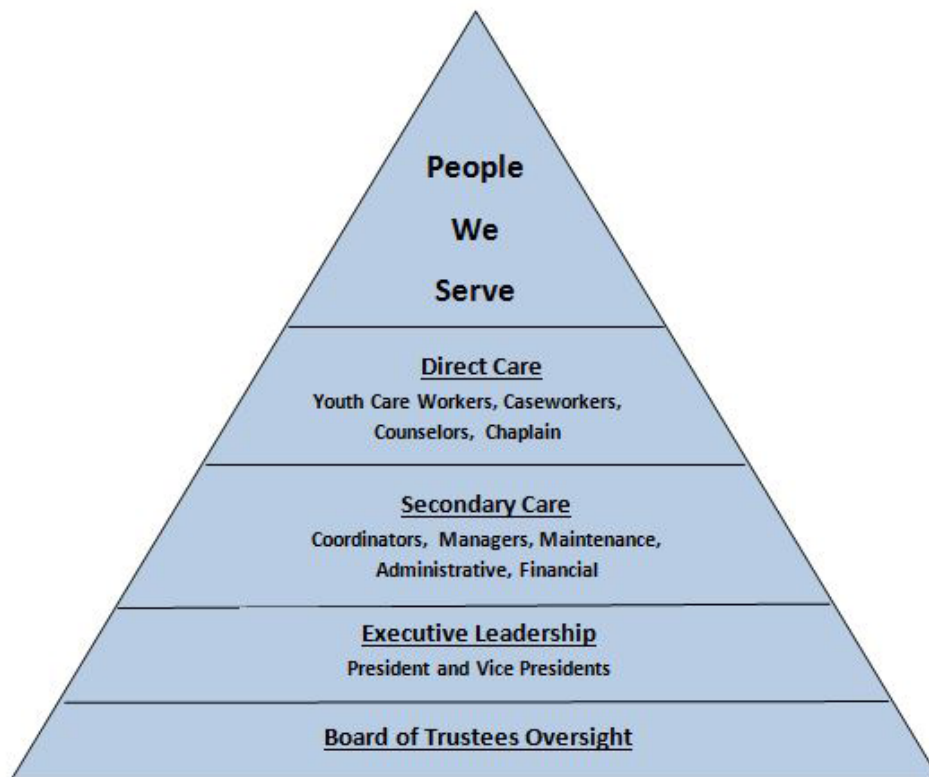 People
We
Serve
Direct Care
Youth Care Workers, Caseworkers,
Counselors, Chaplain
Secondary Care
Coordinators, Managers, Maintenance,
Administrative, Financial
Executive Leadership
President and Vice Presidents
Board of Trustees Oversight